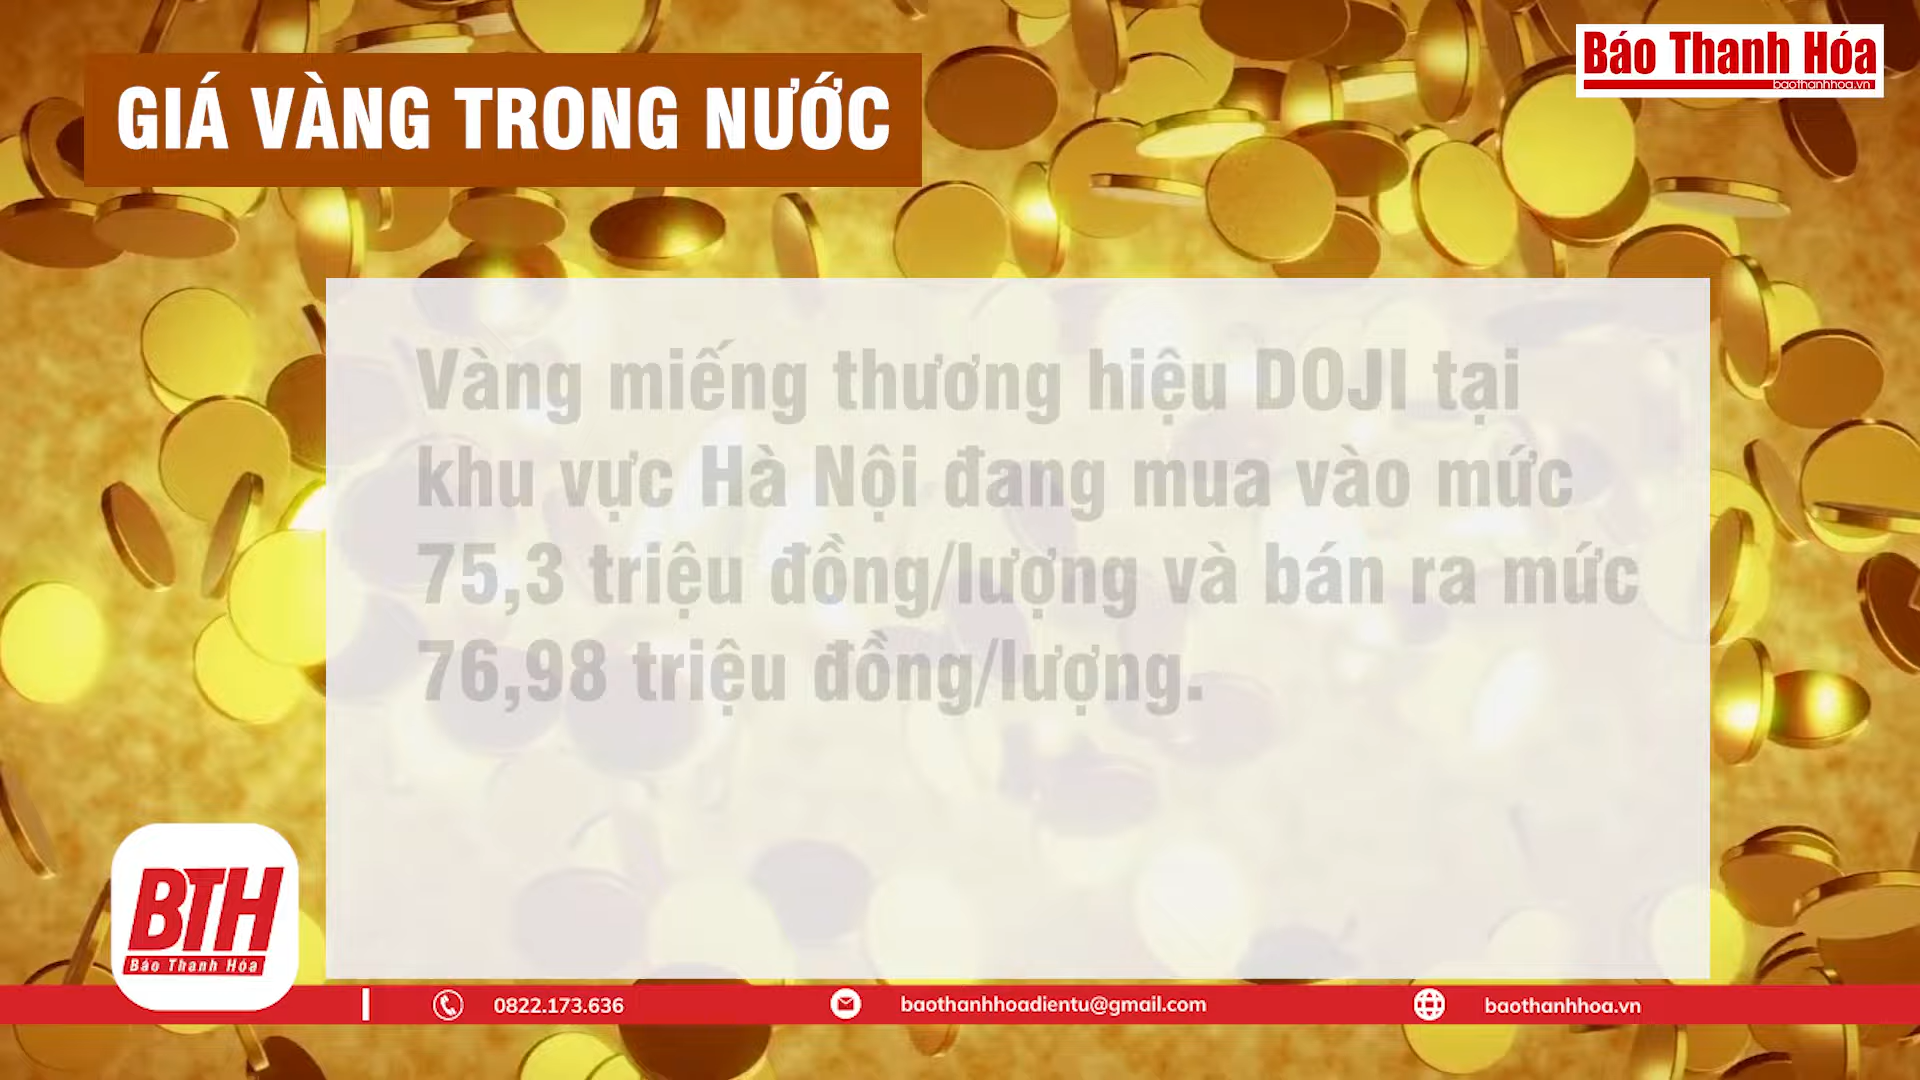 GIÁ VÀNG TRONG NƯỚC
Báo Thanh Hóa
baothanhhoa.vn
Vàng miếng thương hiệu DOJI tại
khu vực Hà Nội đang mua vào mức
75,3 triệu đồng/lượng và bán ra mức
76,98 triệu đồng/lượng.
BTH
Báo Thanh Hóa
0822.173.636
baothanhhoadientu@gmail.com
baothanhhoa.vn